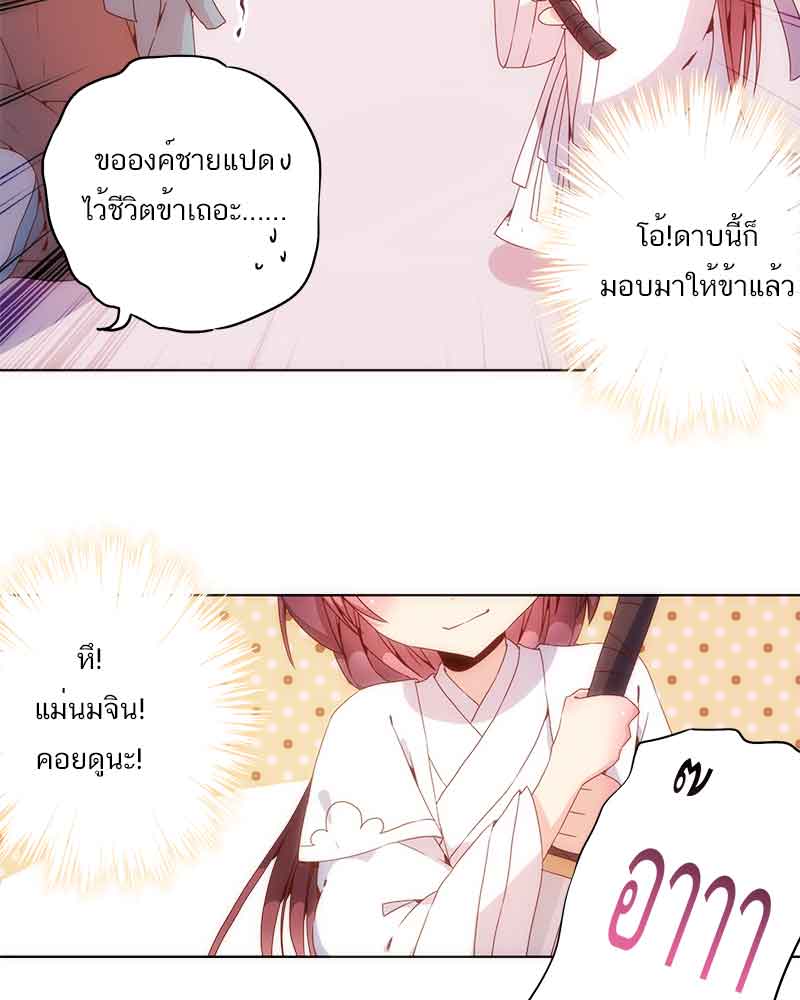 ขอองค์ชายแปดง
ไว้ชีวิตข้าเถอะ......
โอ้!ดาบนี้ก็
มอบมาให้ข้าแล้ว
หึ!
แม่นมจิน!
คอยดูนะ!
อาาา